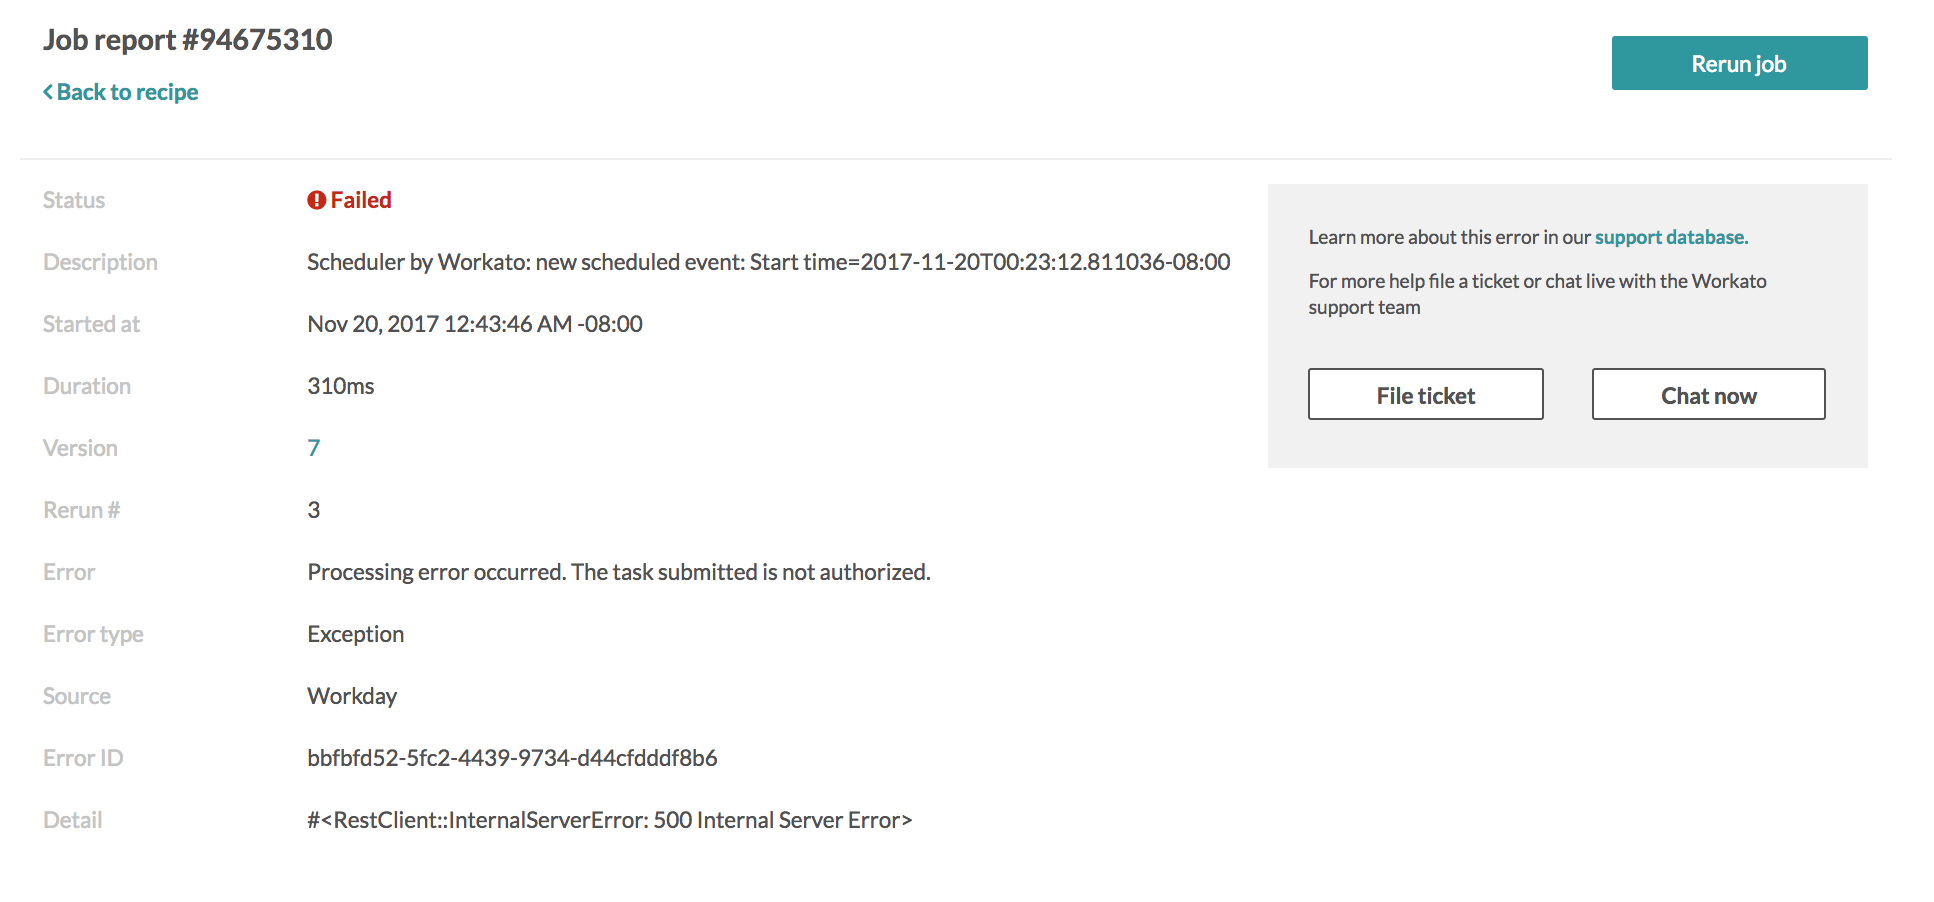 Job report #94675310
Back to recipe
Rerun job
Status
Failed
Description
Scheduler by Workato: new scheduled event: Start time=2017-11-20T00:23:12.811036-08:00
Started at
Nov 20, 2017 12:43:46 AM -08:00
Duration
310ms
Version
7
Rerun #
3
Error
Processing error occurred. The task submitted is not authorized.
Error type
Exception
Source
Workday
Error ID
bbfbfd52-5fc2-4439-9734-d44cfdddf8b6
Detail
#<RestClient::InternalServerError: 500 Internal Server Error>
Learn more about this error in our support database.
For more help file a ticket or chat live with the Workato
support team
File ticket
Chat now